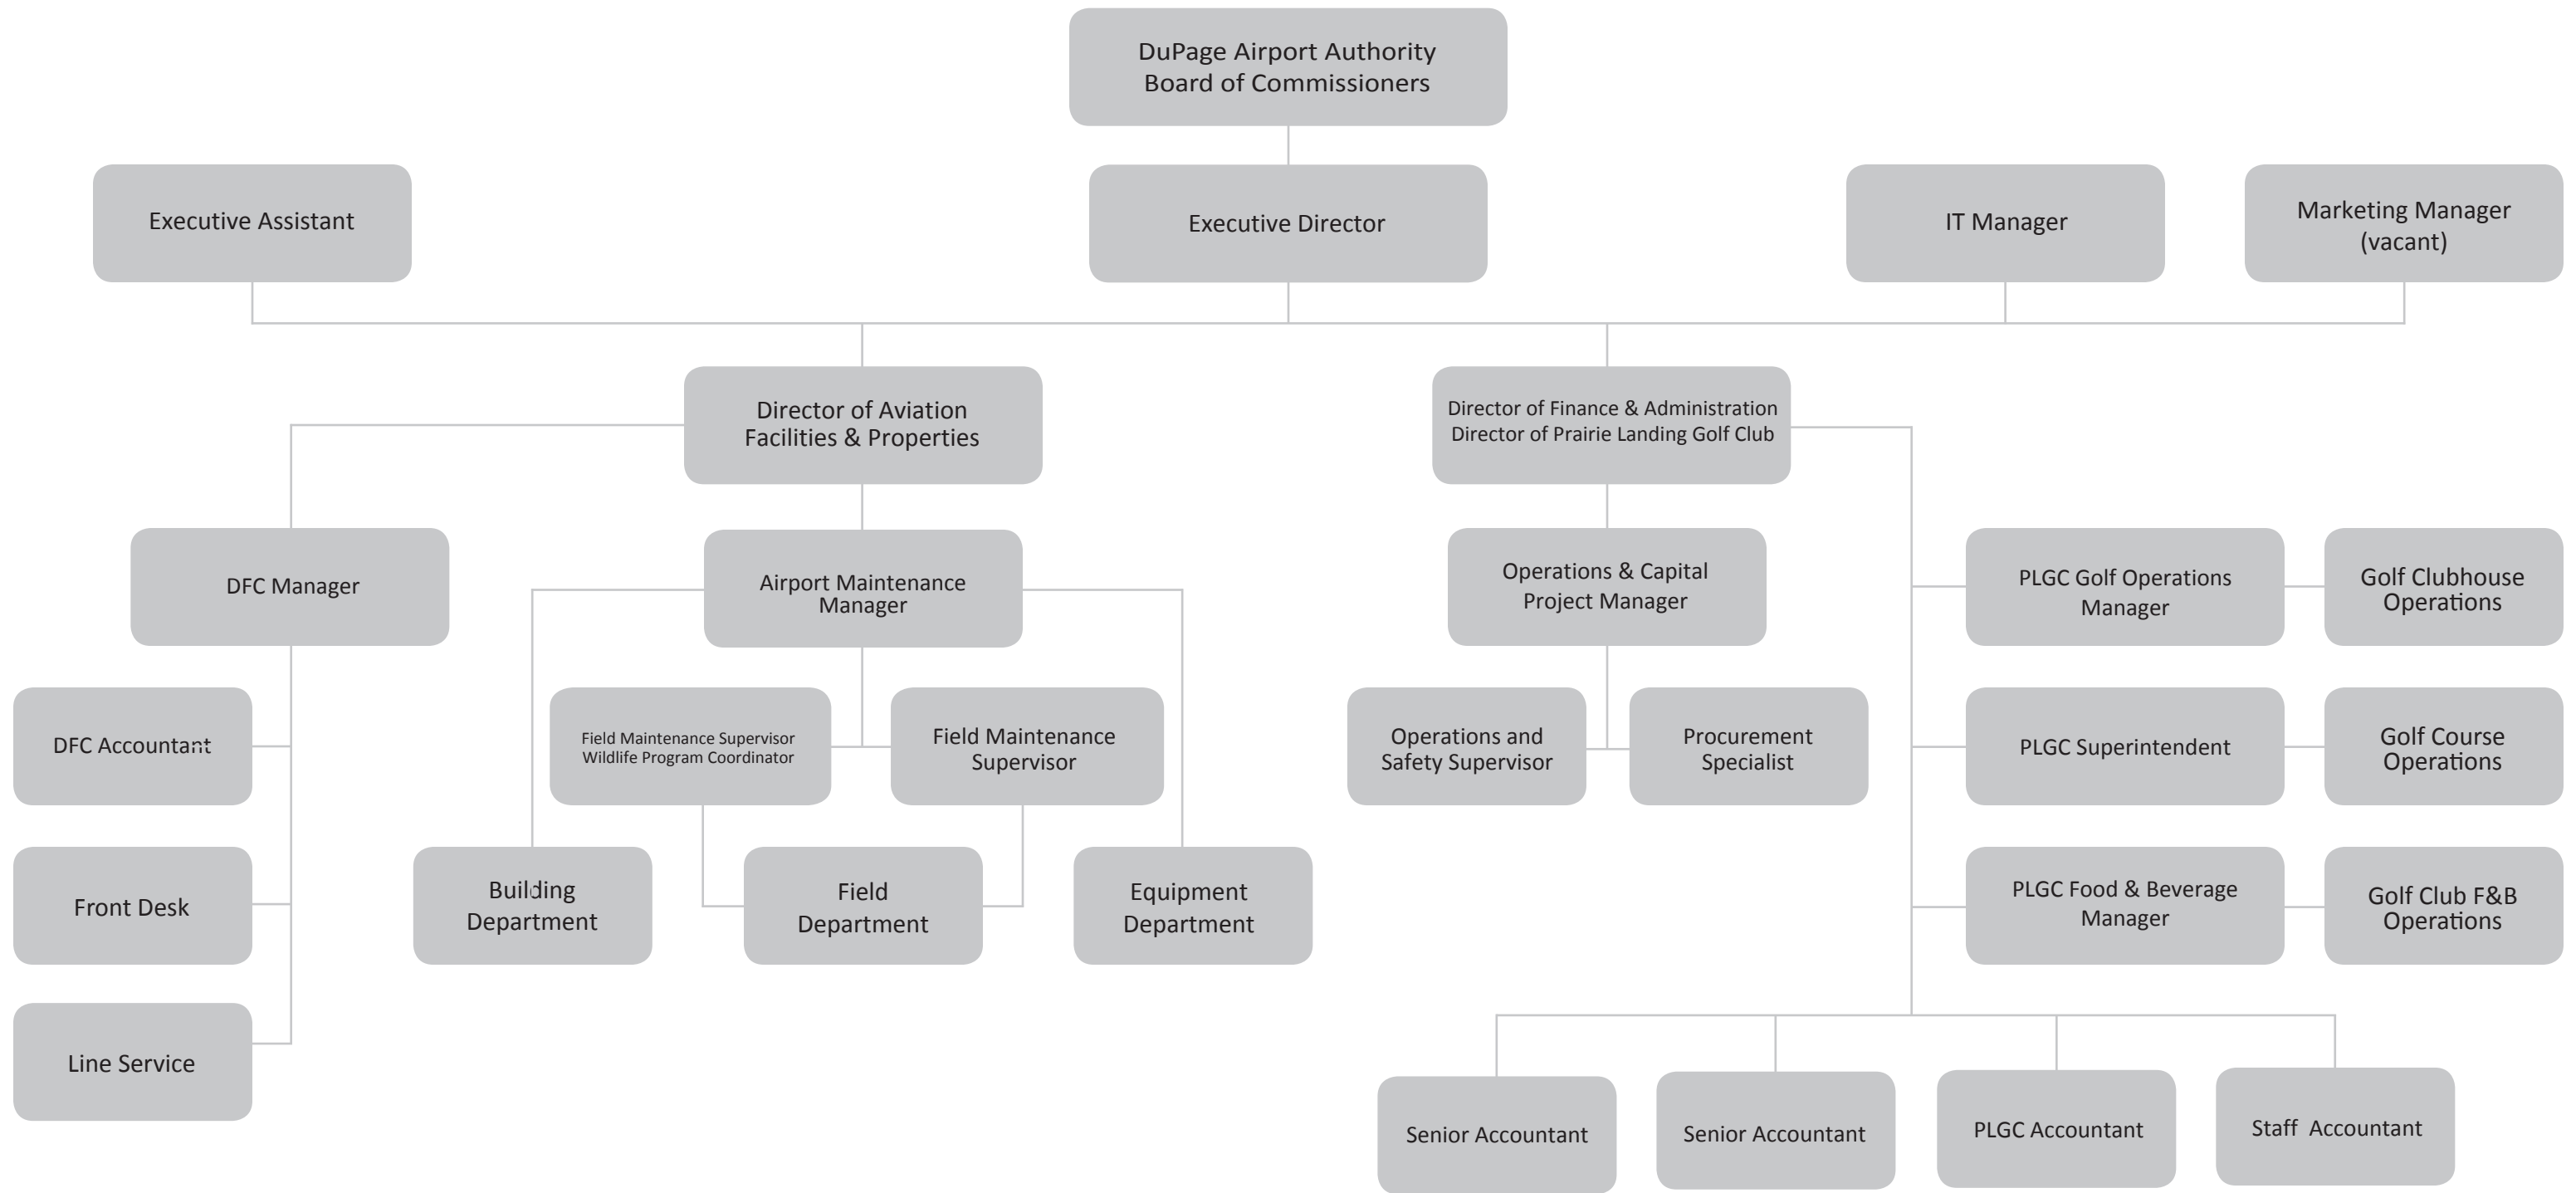 DuPage Airport Authority
Board of Commissioners
Executive Assistant
Executive Director
IT Manager
Marketing Manager
(vacant)
Director of Aviation
Facilities & Properties
Director of Finance & Administration
Director of Prairie Landing Golf Club
DFC Manager
Airport Maintenance
Manager
Operations & Capital
Project Manager
PLGC Golf Operations
Manager
Golf Clubhouse
Operations
DFC Accountant
Field Maintenance Supervisor
Wildlife Program Coordinator
Field Maintenance
Supervisor
Operations and
Safety Supervisor
Procurement
Specialist
PLGC Superintendent
Golf Course
Operations
Front Desk
Building
Department
Field
Department
Equipment
Department
PLGC Food & Beverage
Manager
Golf Club F&B
Operations
Line Service
Senior Accountant
Senior Accountant
PLGC Accountant
Staff  Accountant